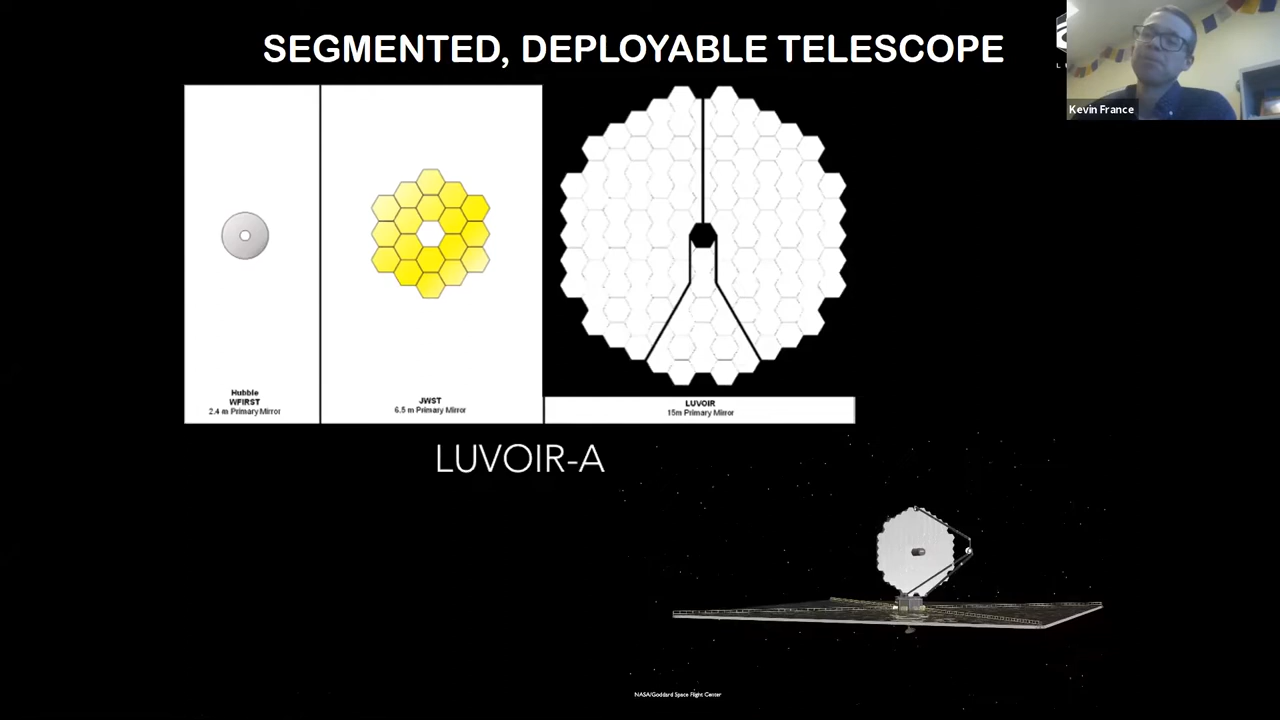 SEGMENTED, DEPLOYABLE TELESCOPE
Kevin France
Hubble
WFIRST
2.4 m Primary Mirror
JWST
6.5 m Primary Mirror
LUVOIR
15m Primary Mirror
LUVOIR-A
NASA/Goddard Space Flight Center